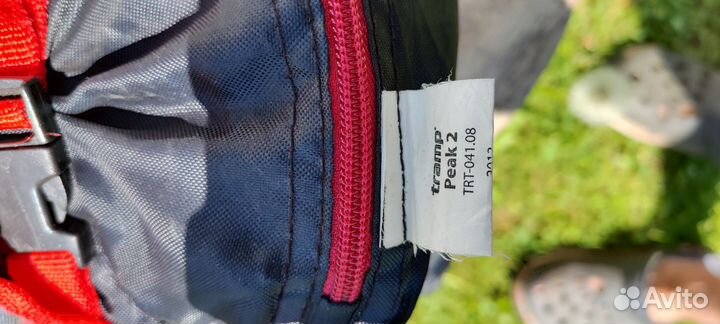 tramp
Peak 2
TRT-041.08
Avito